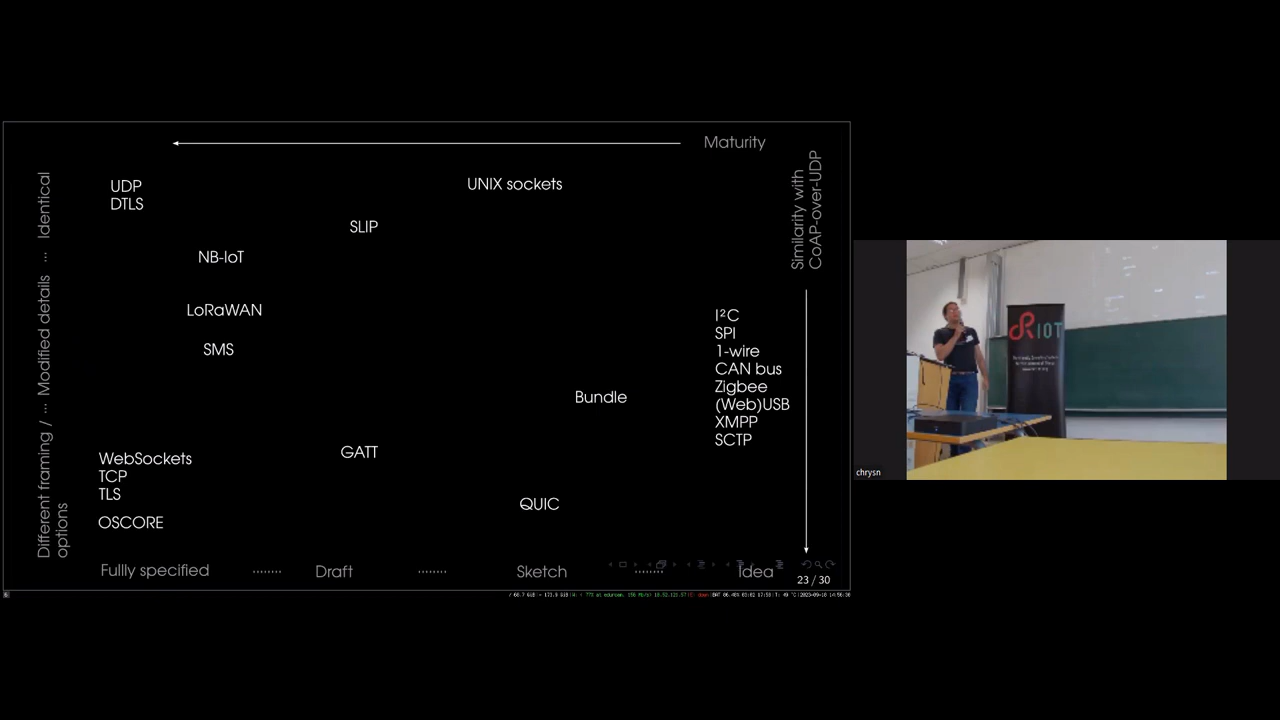 Maturity
Similarity with
CoAP-over-UDP
Different framing / ... Modified details ... Identical
options
UDP
DTLS
UNIX sockets
SLIP
NB-IoT
LoRaWAN
SMS
I²C
SPI
1-wire
CAN bus
Zigbee
(Web)USB
XMPP
SCTP
Bundle
GATT
WebSockets
TCP
TLS
QUIC
OSCORE
Fullly specified ........ Draft ........ Sketch ........ Idea
23 / 30
RIOT
chrysn